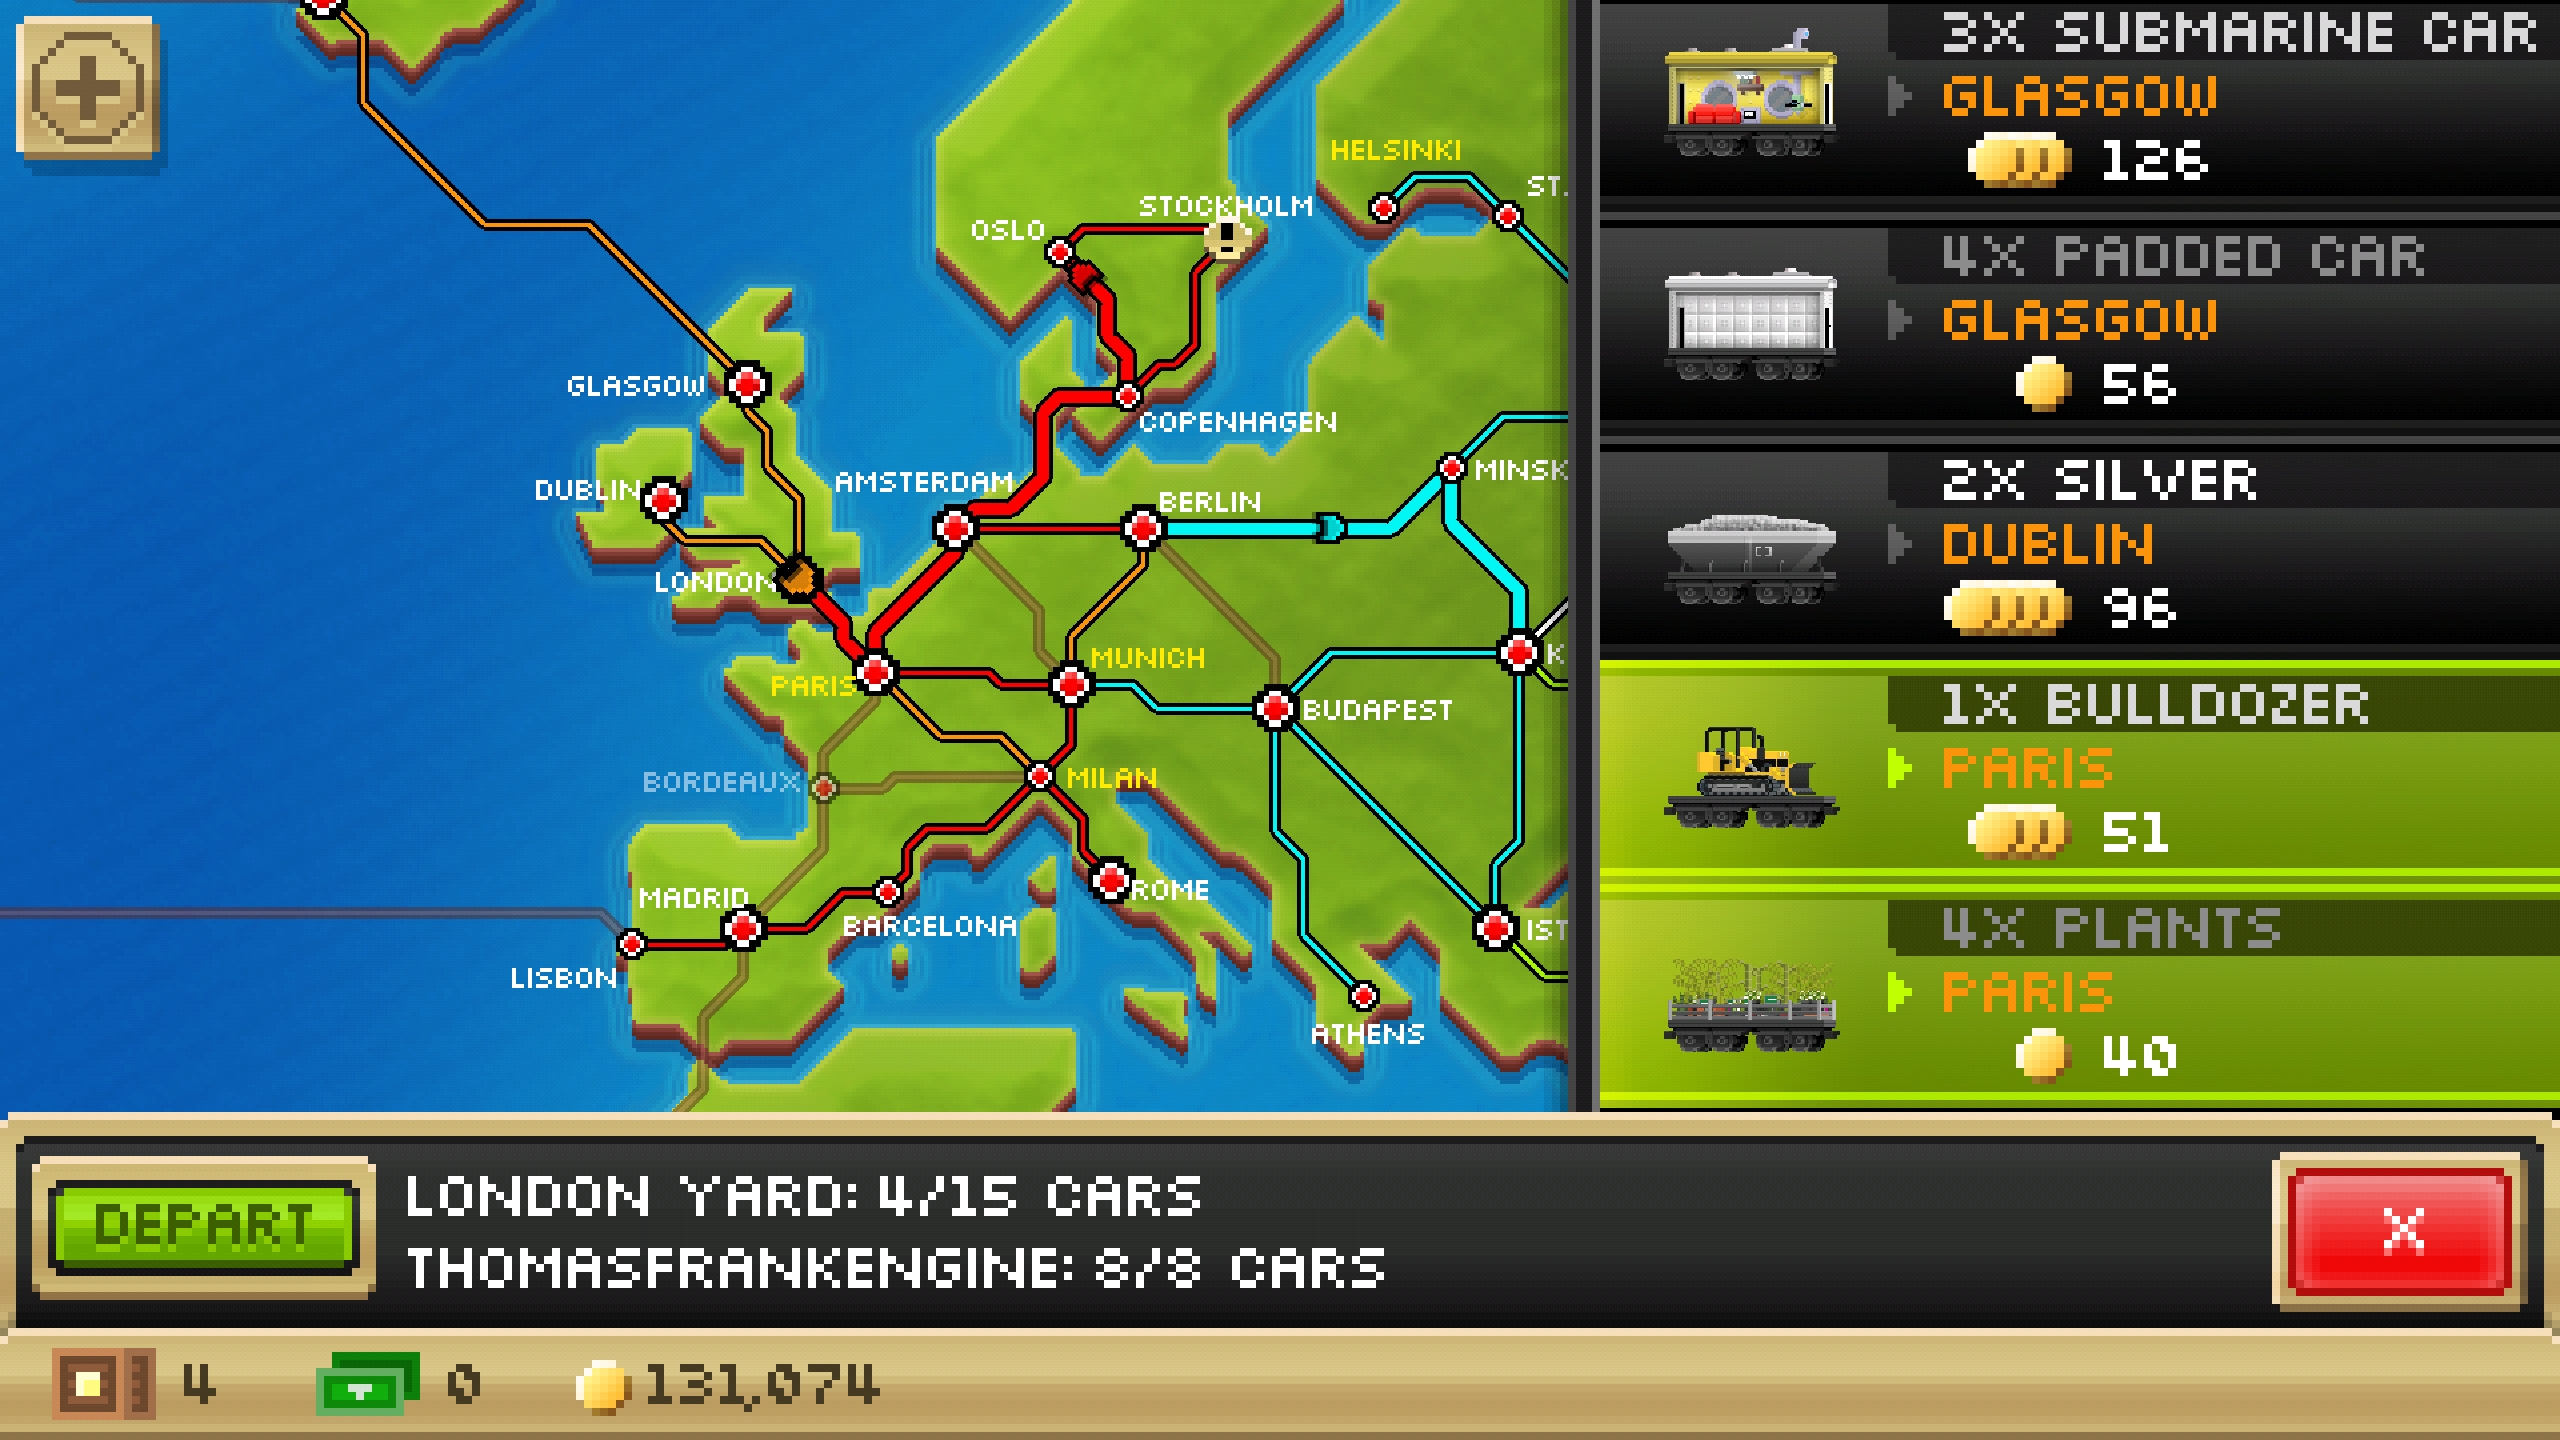 HELSINKI
ST.
STOCKHOLM
OSLO
GLASGOW
COPENHAGEN
AMSTERDAM
MINSK
DUBLIN
BERLIN
LONDON
MUNICH
K
PARIS
BUDAPEST
BORDEAUX
MILAN
MADRID
ROME
BARCELONA
IST
LISBON
ATHENS
3X SUBMARINE CAR
GLASGOW
126
4X PADDED CAR
GLASGOW
56
2X SILVER
DUBLIN
96
1X BULLDOZER
PARIS
51
4X PLANTS
PARIS
40
DEPART
LONDON YARD: 4/15 CARS
THOMASFRANKENGINE: 8/8 CARS
X
4
0
131,074